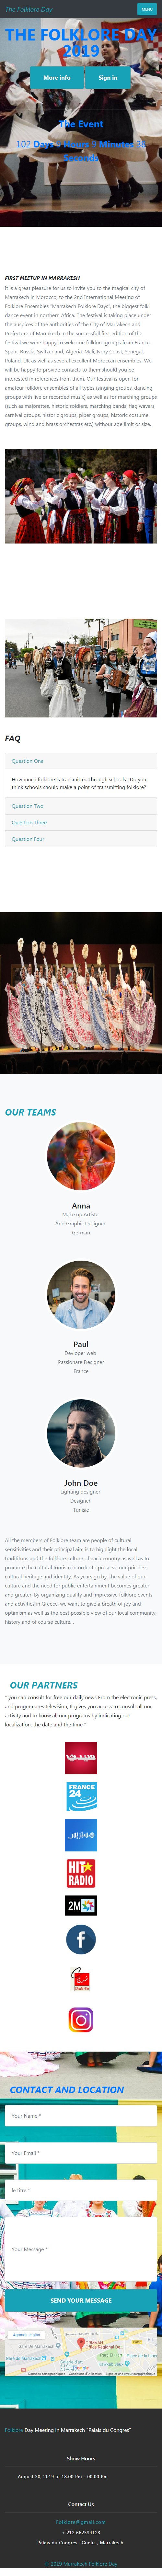 The Folklore Day
MENU
THE FOLKLORE DAY
2019
More info
Sign in
The Event
102 Days Hours 9 Minutes 38
Seconds
FIRST MEETUP IN MARRAKESH
It is a great pleasure for us to invite you to the magical city of
Marrakech in Morocco, to the 2nd International Meeting of
Folklore Ensembles "Marrakech Folklore Days", the biggest folk
dance event in northern Africa. The festival is taking place under
the auspices of the authorities of the City of Marrakech and
Prefecture of Marrakech In the successful first edition of the
festival we were happy to welcome folklore groups from France,
Spain, Russia, Switzerland, Algeria, Mali, Ivory Coast, Senegal,
Poland, UK as well as several excellent Moroccan ensembles. We
will be happy to provide contacts to them should you be
interested in references from them. Our festival is open for
amateur folklore ensembles of all types (singing groups, dancing
groups with live or recorded music) as well as for marching groups
(such as majorettes, historic soldiers, marching bands, flag wavers,
carnival groups, historic groups, piper groups, historic costume
groups, wind and brass orchestras etc.) without age limit or size.
FAQ
Question One
How much folklore is transmitted through schools? Do you
think schools should make a point of transmitting folklore?
Question Two
Question Three
Question Four
OUR TEAMS
Anna
Make up Artiste
And Graphic Designer
German
Paul
Devloper web
Passionate Designer
France
John Doe
Lighting designer
Designer
Tunisie
All the members of Folklore team are people of cultural
sensitivities and their principal aim is to highlight the local
traditions and the folklore culture of each country as well as to
promote the cultural tourism in order to preserve our priceless
cultural heritage and identity. As years go by, the value of our
culture and the need for public entertainment becomes greater
and greater. By organizing quality and impressive folklore events
and activities in Greece, we want to give a breath of joy and
optimism as well as the best possible view of our local community,
history and of course culture...
OUR PARTNERS
" you can consult for free our daily news From the electronic press,
and programmares television. It gives you access to consult all our
activity and to know all our programs by indicating our
localization, the date and the time "
FRANCE
24
HIT
RADIO
2M
f
CONTACT AND LOCATION
Your Name *
Your Email *
le titre *
Your Message *
SEND YOUR MESSAGE
Agrandir le plan
Folklore Day Meeting in Marrakech "Palais du Congres"
Show Hours
August 30, 2019 at 18.00 Pm - 00.00 Pm
Contact Us
Folklore@gmail.com
+ 212 662334123
Palais du Congres , Gueliz , Marrakech.
© 2019 Marrakech Folklore Day